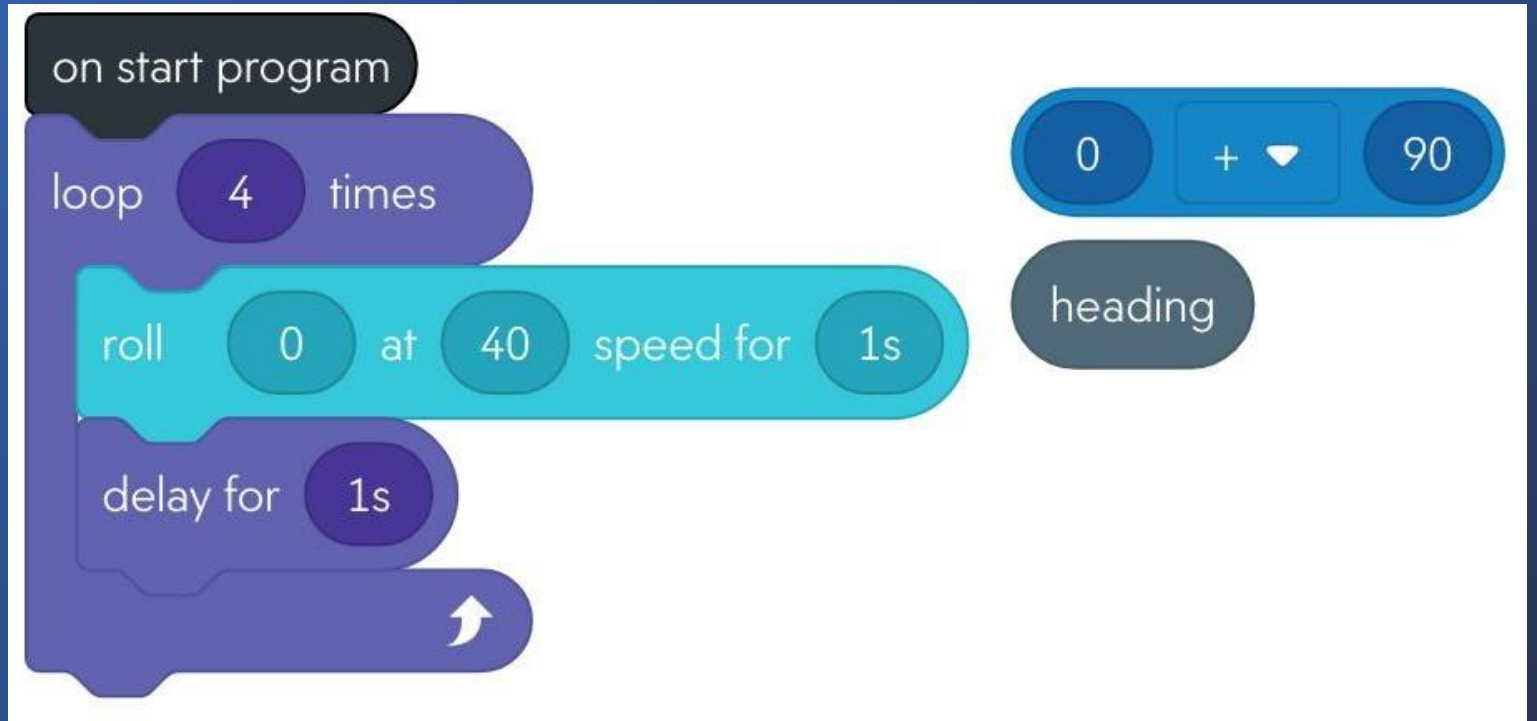 on start program
loop 4 times
roll 0 at 40 speed for 1s
delay for 1s
0 + 90
heading